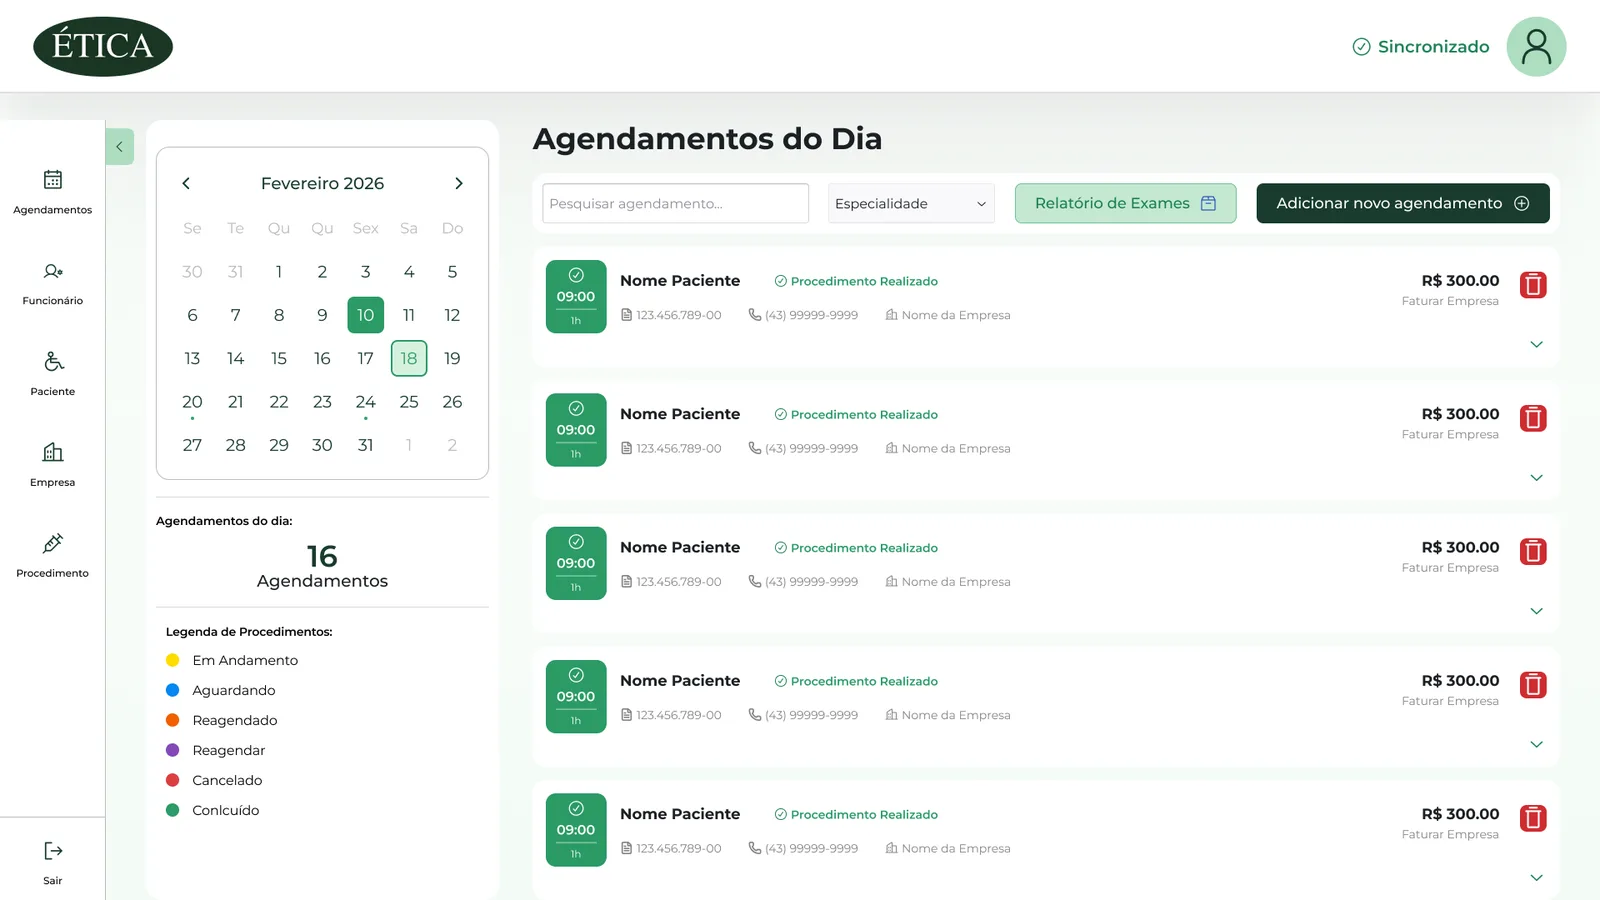 ÉTICA
Sincronizado
Agendamentos
Funcionário
Paciente
Empresa
Procedimento
Sair
Fevereiro 2026
Se Te Qu Qu Sex Sa Do
30 31 1 2 3 4 5
6 7 8 9 10 11 12
13 14 15 16 17 18 19
20 21 22 23 24 25 26
27 28 29 30 31 1 2
Agendamentos do dia:
16
Agendamentos
Legenda de Procedimentos:
Em Andamento
Aguardando
Reagendado
Reagendar
Cancelado
Conlcuído
Agendamentos do Dia
Pesquisar agendamento...
Especialidade
Relatório de Exames
Adicionar novo agendamento
09:00
1h
Nome Paciente Procedimento Realizado
123.456.789-00 (43) 99999-9999 Nome da Empresa
R$ 300.00
Faturar Empresa
09:00
1h
Nome Paciente Procedimento Realizado
123.456.789-00 (43) 99999-9999 Nome da Empresa
R$ 300.00
Faturar Empresa
09:00
1h
Nome Paciente Procedimento Realizado
123.456.789-00 (43) 99999-9999 Nome da Empresa
R$ 300.00
Faturar Empresa
09:00
1h
Nome Paciente Procedimento Realizado
123.456.789-00 (43) 99999-9999 Nome da Empresa
R$ 300.00
Faturar Empresa
09:00
1h
Nome Paciente Procedimento Realizado
123.456.789-00 (43) 99999-9999 Nome da Empresa
R$ 300.00
Faturar Empresa